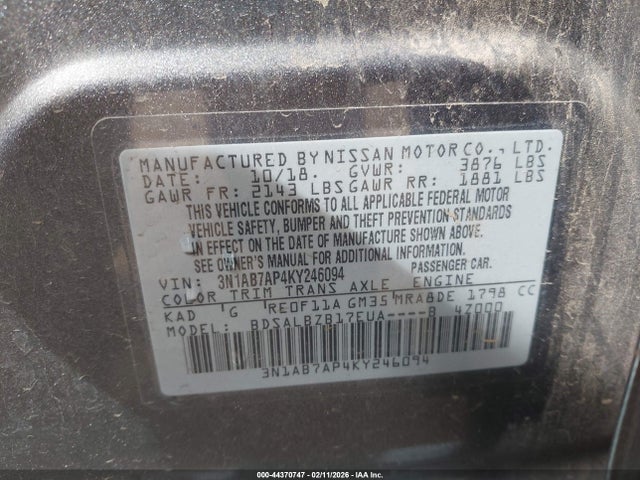 MANUFACTURED BY NISSAN MOTOR CO., LTD.
DATE: 10/18. GVWR: 3876 LBS
GAWR FR: 2143 LBS GAWR RR: 1881 LBS
THIS VEHICLE CONFORMS TO ALL APPLICABLE FEDERAL MOTOR
VEHICLE SAFETY, BUMPER AND THEFT PREVENTION STANDARDS
IN EFFECT ON THE DATE OF MANUFACTURE SHOWN ABOVE.
SEE OWNER'S MANUAL FOR ADDITIONAL INFORMATION.
VIN: 3N1AB7AP4KY246094 PASSENGER CAR.
COLOR TRIM TRANS AXLE ENGINE
KAD G RE0F11A GM35 MRA8DE 1798 CC
MODEL: BDSALBZB17EUA----B 4Z000
3N1AB7AP4KY246094
000-44370747 - 02/11/2026 - IAA Inc.